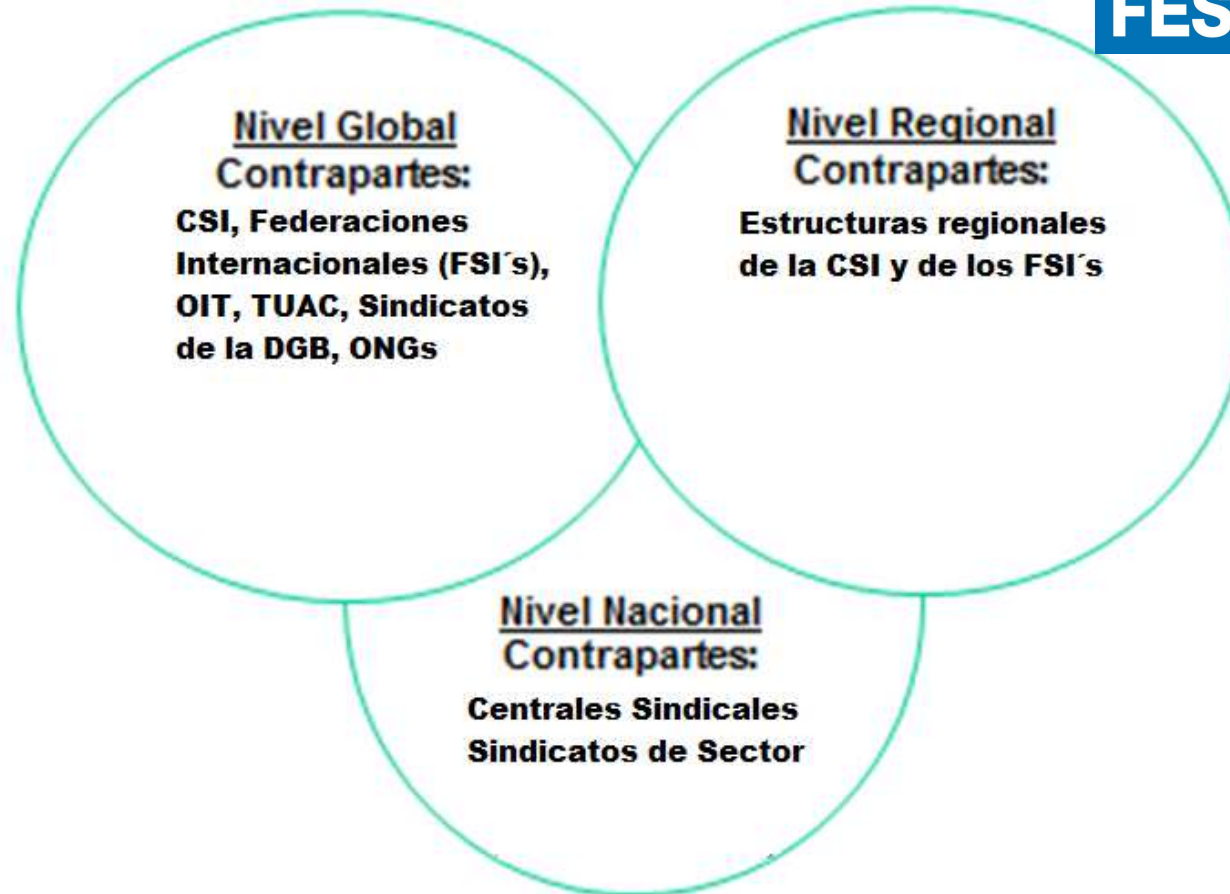 FES
Nivel Global
Contrapartes:
CSI, Federaciones
Internacionales (FSI´s),
OIT, TUAC, Sindicatos
de la DGB, ONGs
Nivel Regional
Contrapartes:
Estructuras regionales
de la CSI y de los FSI´s
Nivel Nacional
Contrapartes:
Centrales Sindicales
Sindicatos de Sector